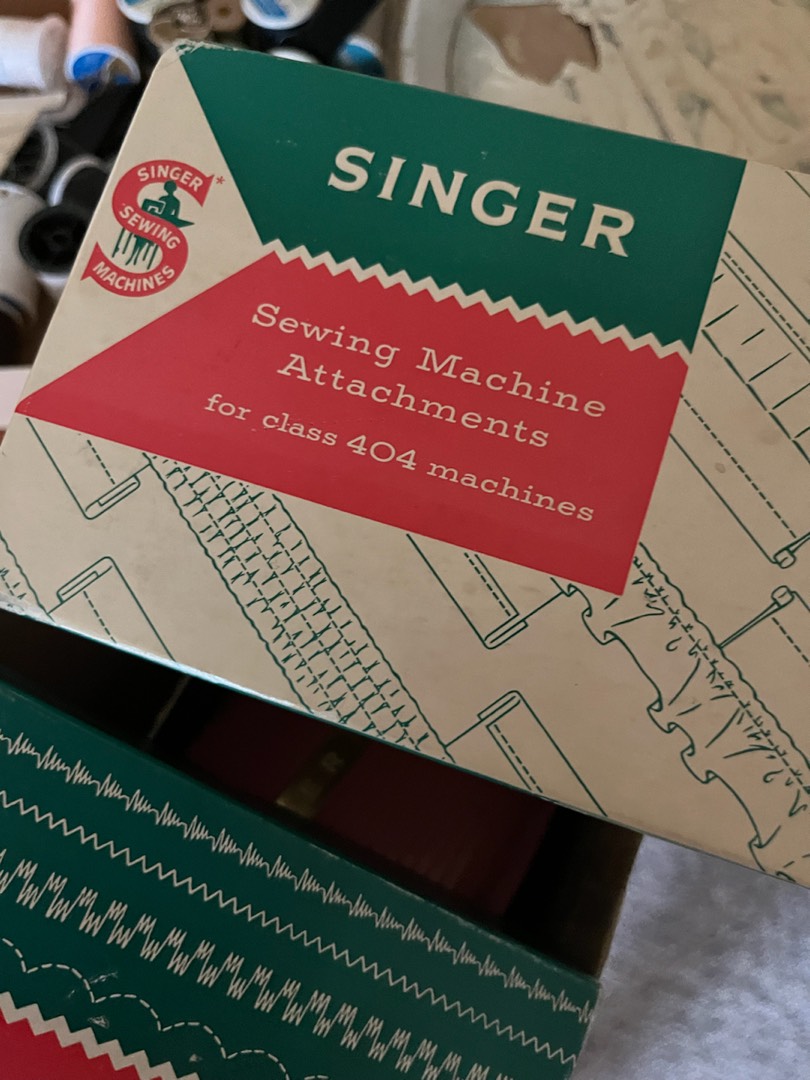 SINGER
SEWING
MACHINES
SINGER
Sewing Machine
Attachments
for class 404 machines